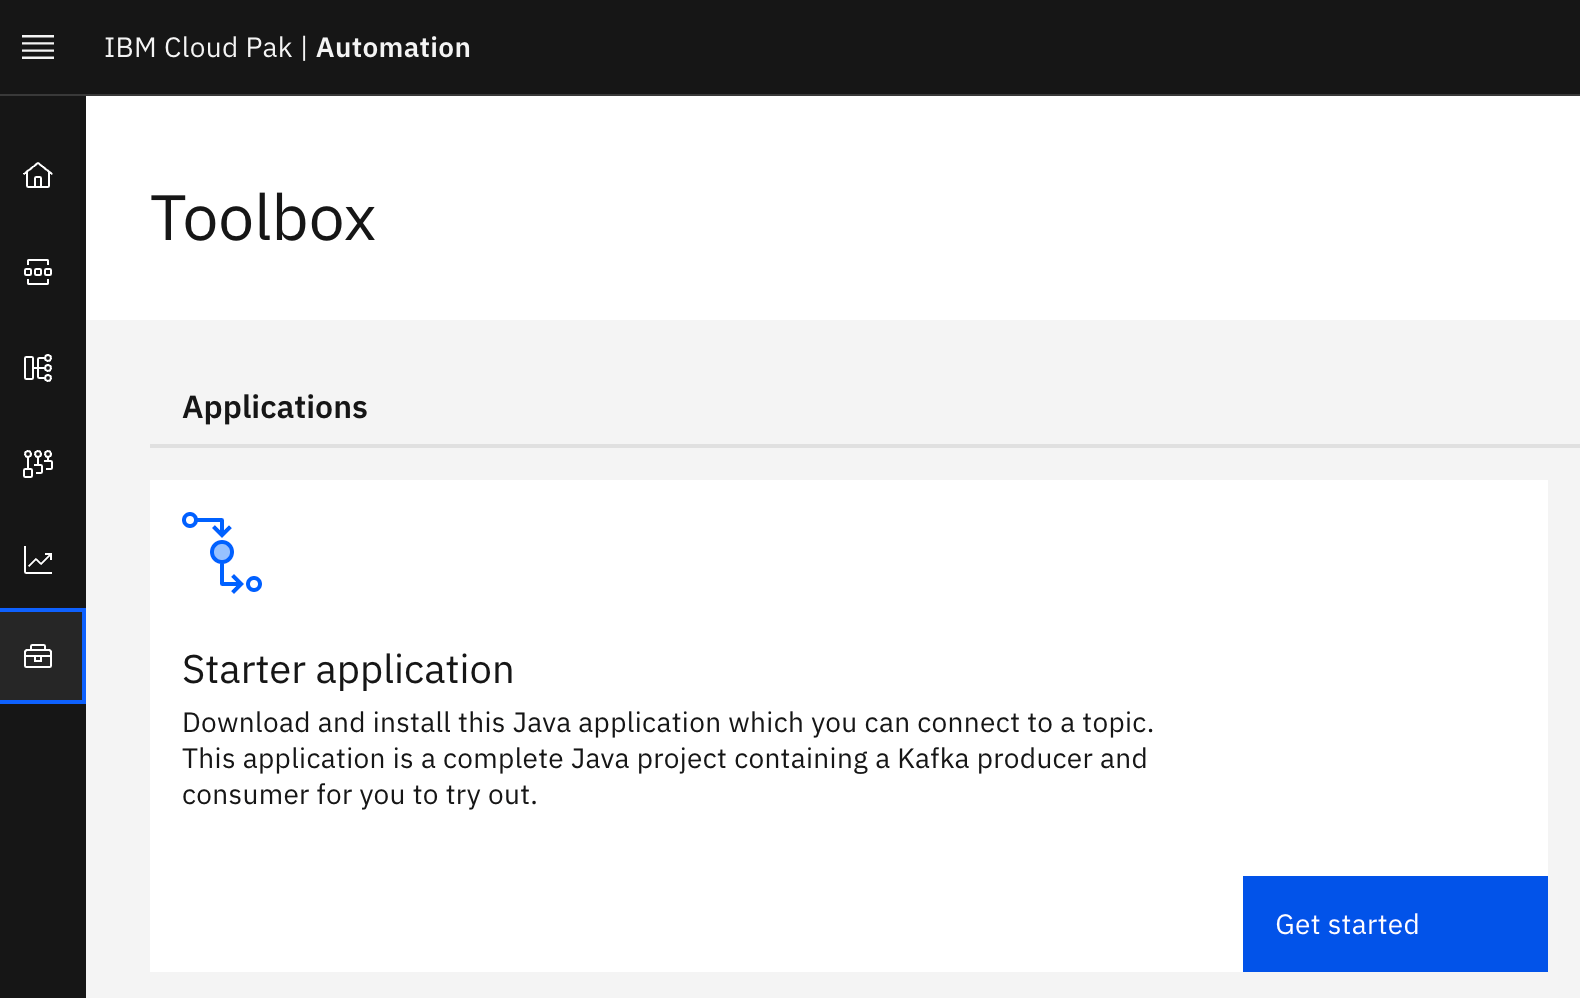 IBM Cloud Pak | Automation
Toolbox
Applications
Starter application
Download and install this Java application which you can connect to a topic.
This application is a complete Java project containing a Kafka producer and
consumer for you to try out.
Get started